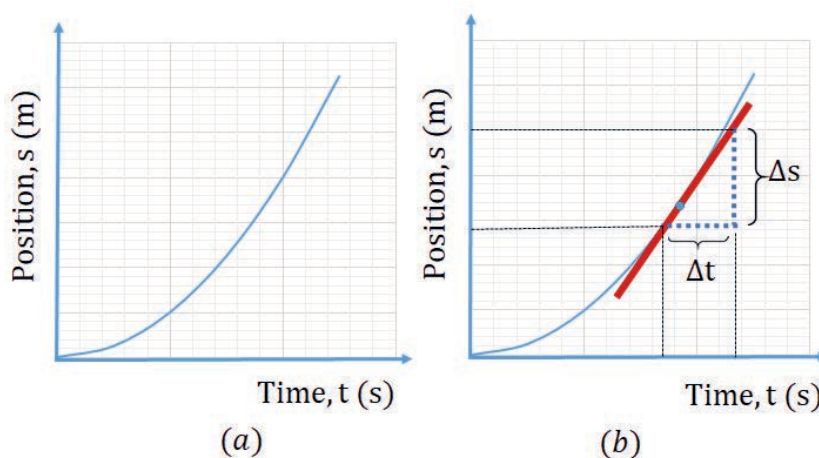 Position, s (m)
Time, t (s)
(a)
Position, s (m)
Δs
Δt
Time, t (s)
(b)